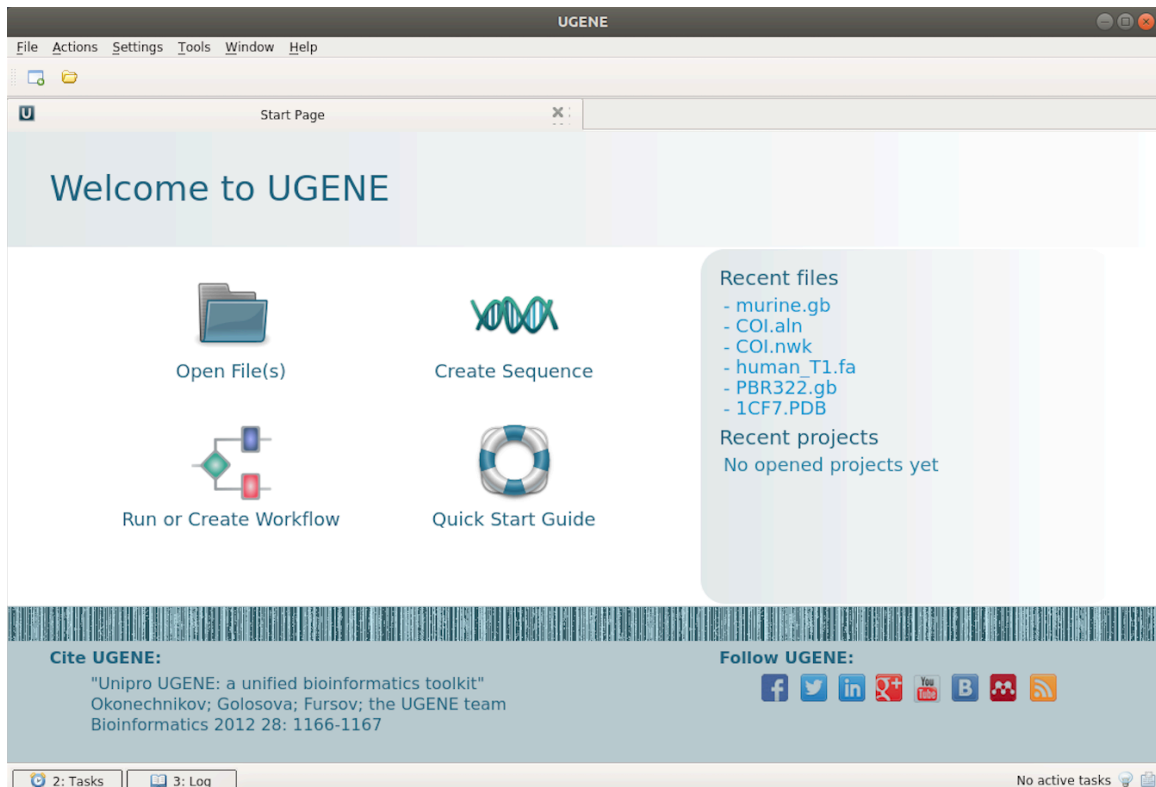 UGENE
File Actions Settings Tools Window Help
U Start Page
Welcome to UGENE
Open File(s)
Create Sequence
Run or Create Workflow
Quick Start Guide
Recent files
- murine.gb
- COI.aln
- COI.nwk
- human_T1.fa
- PBR322.gb
- 1CF7.PDB
Recent projects
No opened projects yet
Cite UGENE:
"Unipro UGENE: a unified bioinformatics toolkit"
Okonechnikov; Golosova; Fursov; the UGENE team
Bioinformatics 2012 28: 1166-1167
Follow UGENE:
f in g+ You Tube B
2: Tasks 3: Log No active tasks